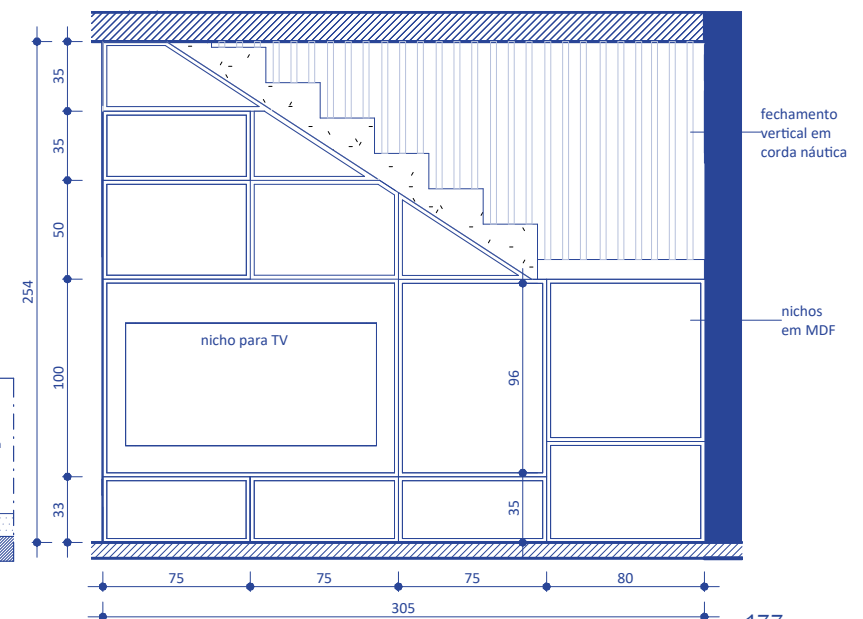 35
35
50
254
100
33
fechamento
vertical em
corda náutica
nichos
em MDF
nicho para TV
96
35
75
75
75
80
305